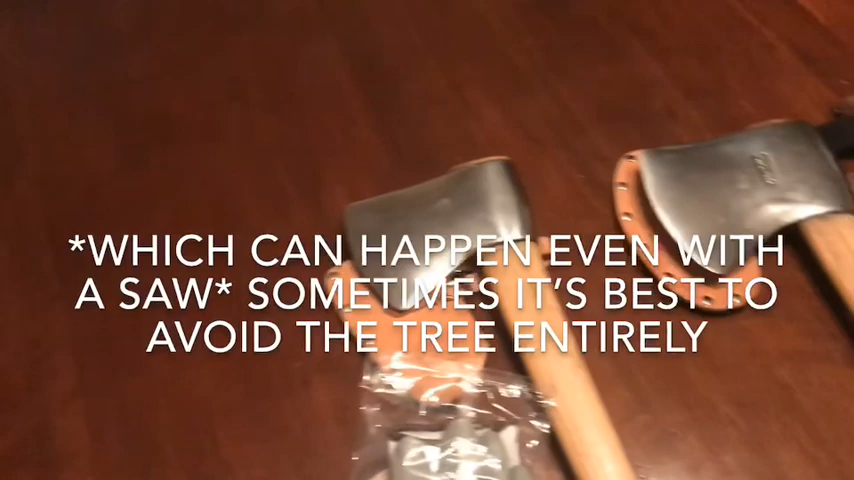 *WHICH CAN HAPPEN EVEN WITH
A SAW* SOMETIMES IT'S BEST TO
AVOID THE TREE ENTIRELY